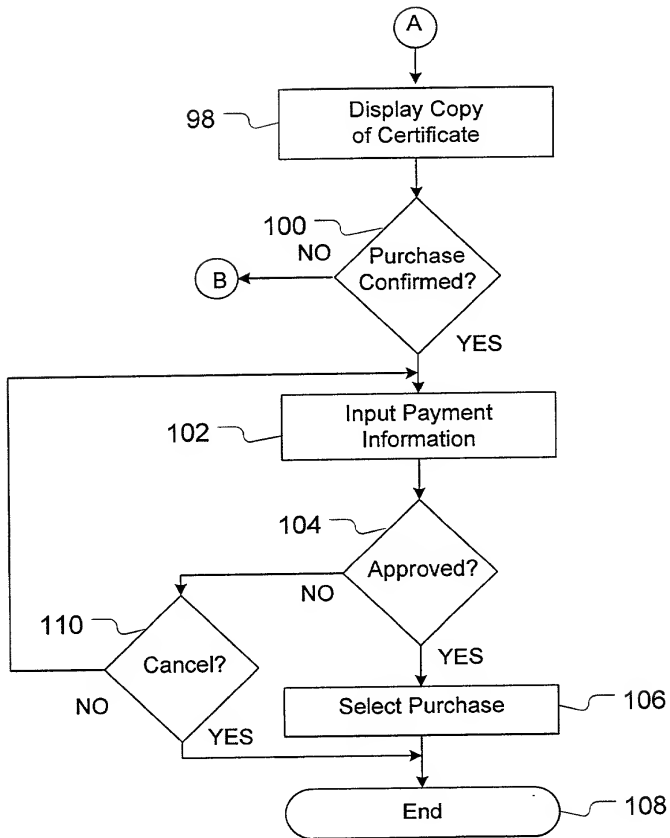 A
98
Display Copy
of Certificate
100
NO
Purchase
Confirmed?
B
YES
102
Input Payment
Information
104
Approved?
NO
110
YES
Cancel?
NO
Select Purchase
106
YES
End
108